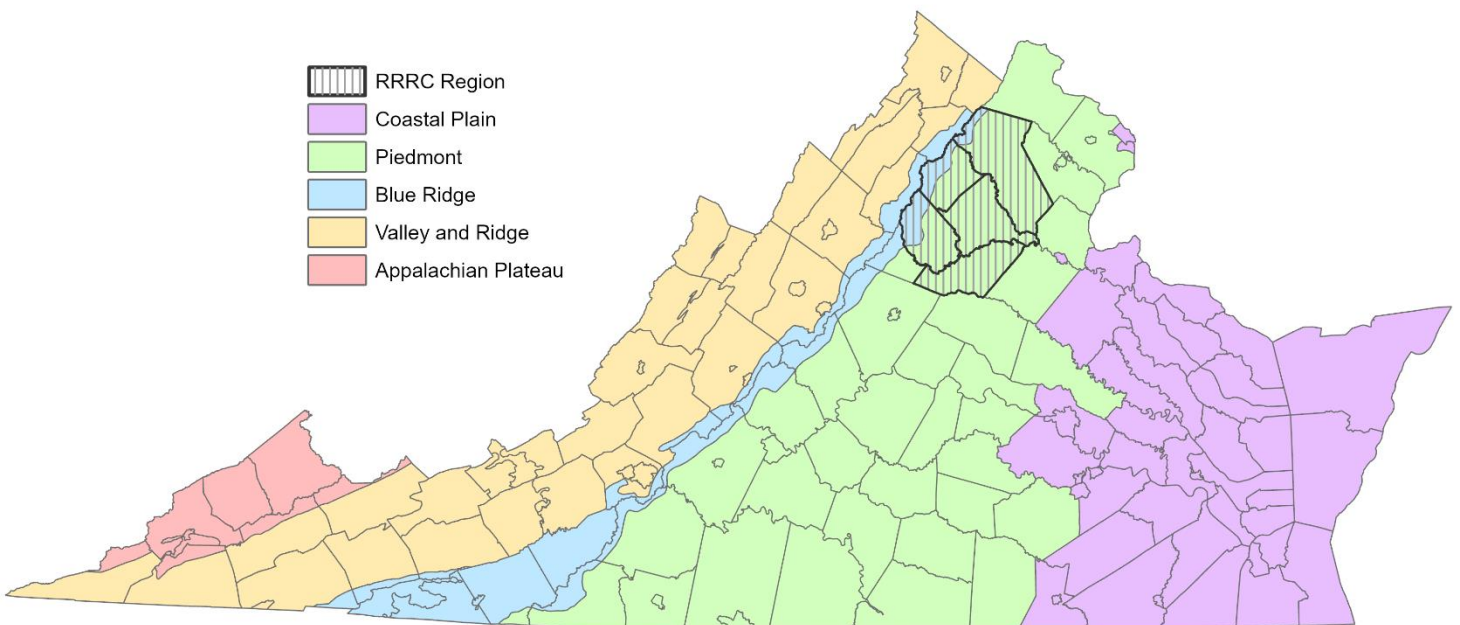 RRRC Region
Coastal Plain
Piedmont
Blue Ridge
Valley and Ridge
Appalachian Plateau